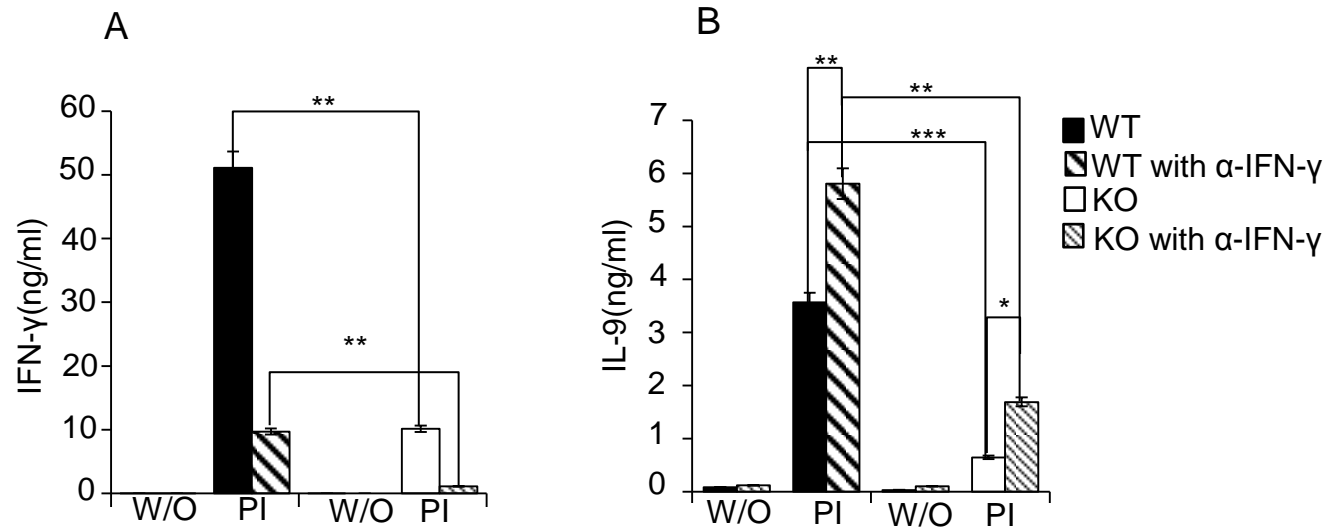 A
IFN-γ(ng/ml)
60
50
40
30
20
10
0
**
**
W/O PI W/O PI
B
IL-9(ng/ml)
7
6
5
4
3
2
1
0
**
**
***
*
W/O PI W/O PI
WT
WT with α-IFN-γ
KO
KO with α-IFN-γ